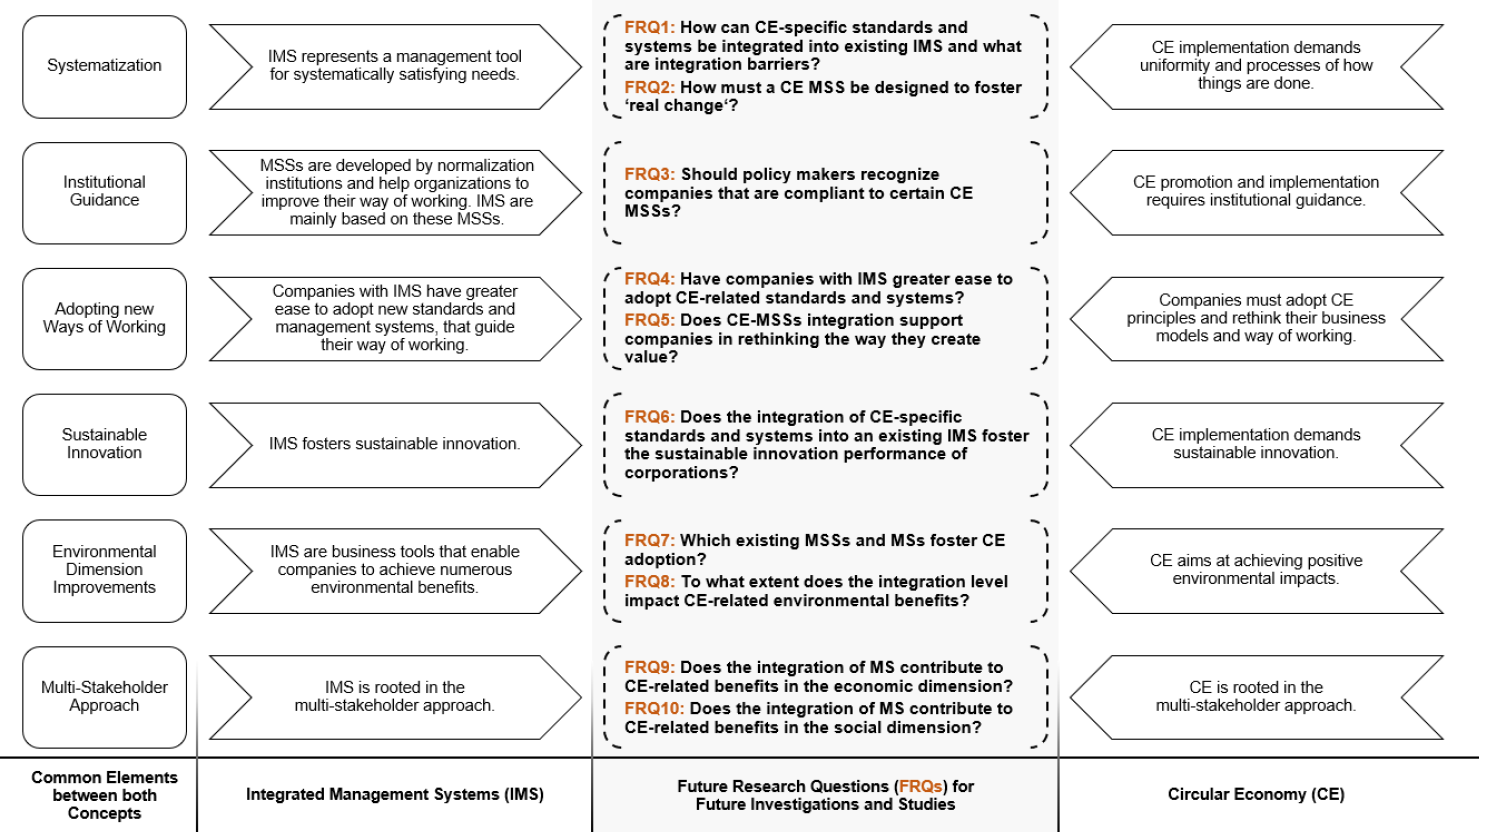 Systematization
IMS represents a management tool
for systematically satisfying needs.
FRQ1: How can CE-specific standards and
systems be integrated into existing IMS and what
are integration barriers?
FRQ2: How must a CE MSS be designed to foster
‘real change‘?
CE implementation demands
uniformity and processes of how
things are done.
Institutional
Guidance
MSSs are developed by normalization
institutions and help organizations to
improve their way of working. IMS are
mainly based on these MSSs.
FRQ3: Should policy makers recognize
companies that are compliant to certain CE
MSSs?
CE promotion and implementation
requires institutional guidance.
Adopting new
Ways of Working
Companies with IMS have greater
ease to adopt new standards and
management systems, that guide
their way of working.
FRQ4: Have companies with IMS greater ease to
adopt CE-related standards and systems?
FRQ5: Does CE-MSSs integration support
companies in rethinking the way they create
value?
Companies must adopt CE
principles and rethink their business
models and way of working.
Sustainable
Innovation
IMS fosters sustainable innovation.
FRQ6: Does the integration of CE-specific
standards and systems into an existing IMS foster
the sustainable innovation performance of
corporations?
CE implementation demands
sustainable innovation.
Environmental
Dimension
Improvements
IMS are business tools that enable
companies to achieve numerous
environmental benefits.
FRQ7: Which existing MSSs and MSs foster CE
adoption?
FRQ8: To what extent does the integration level
impact CE-related environmental benefits?
CE aims at achieving positive
environmental impacts.
Multi-Stakeholder
Approach
IMS is rooted in the
multi-stakeholder approach.
FRQ9: Does the integration of MS contribute to
CE-related benefits in the economic dimension?
FRQ10: Does the integration of MS contribute to
CE-related benefits in the social dimension?
CE is rooted in the
multi-stakeholder approach.
Common Elements
between both
Concepts
Integrated Management Systems (IMS)
Future Research Questions (FRQs) for
Future Investigations and Studies
Circular Economy (CE)